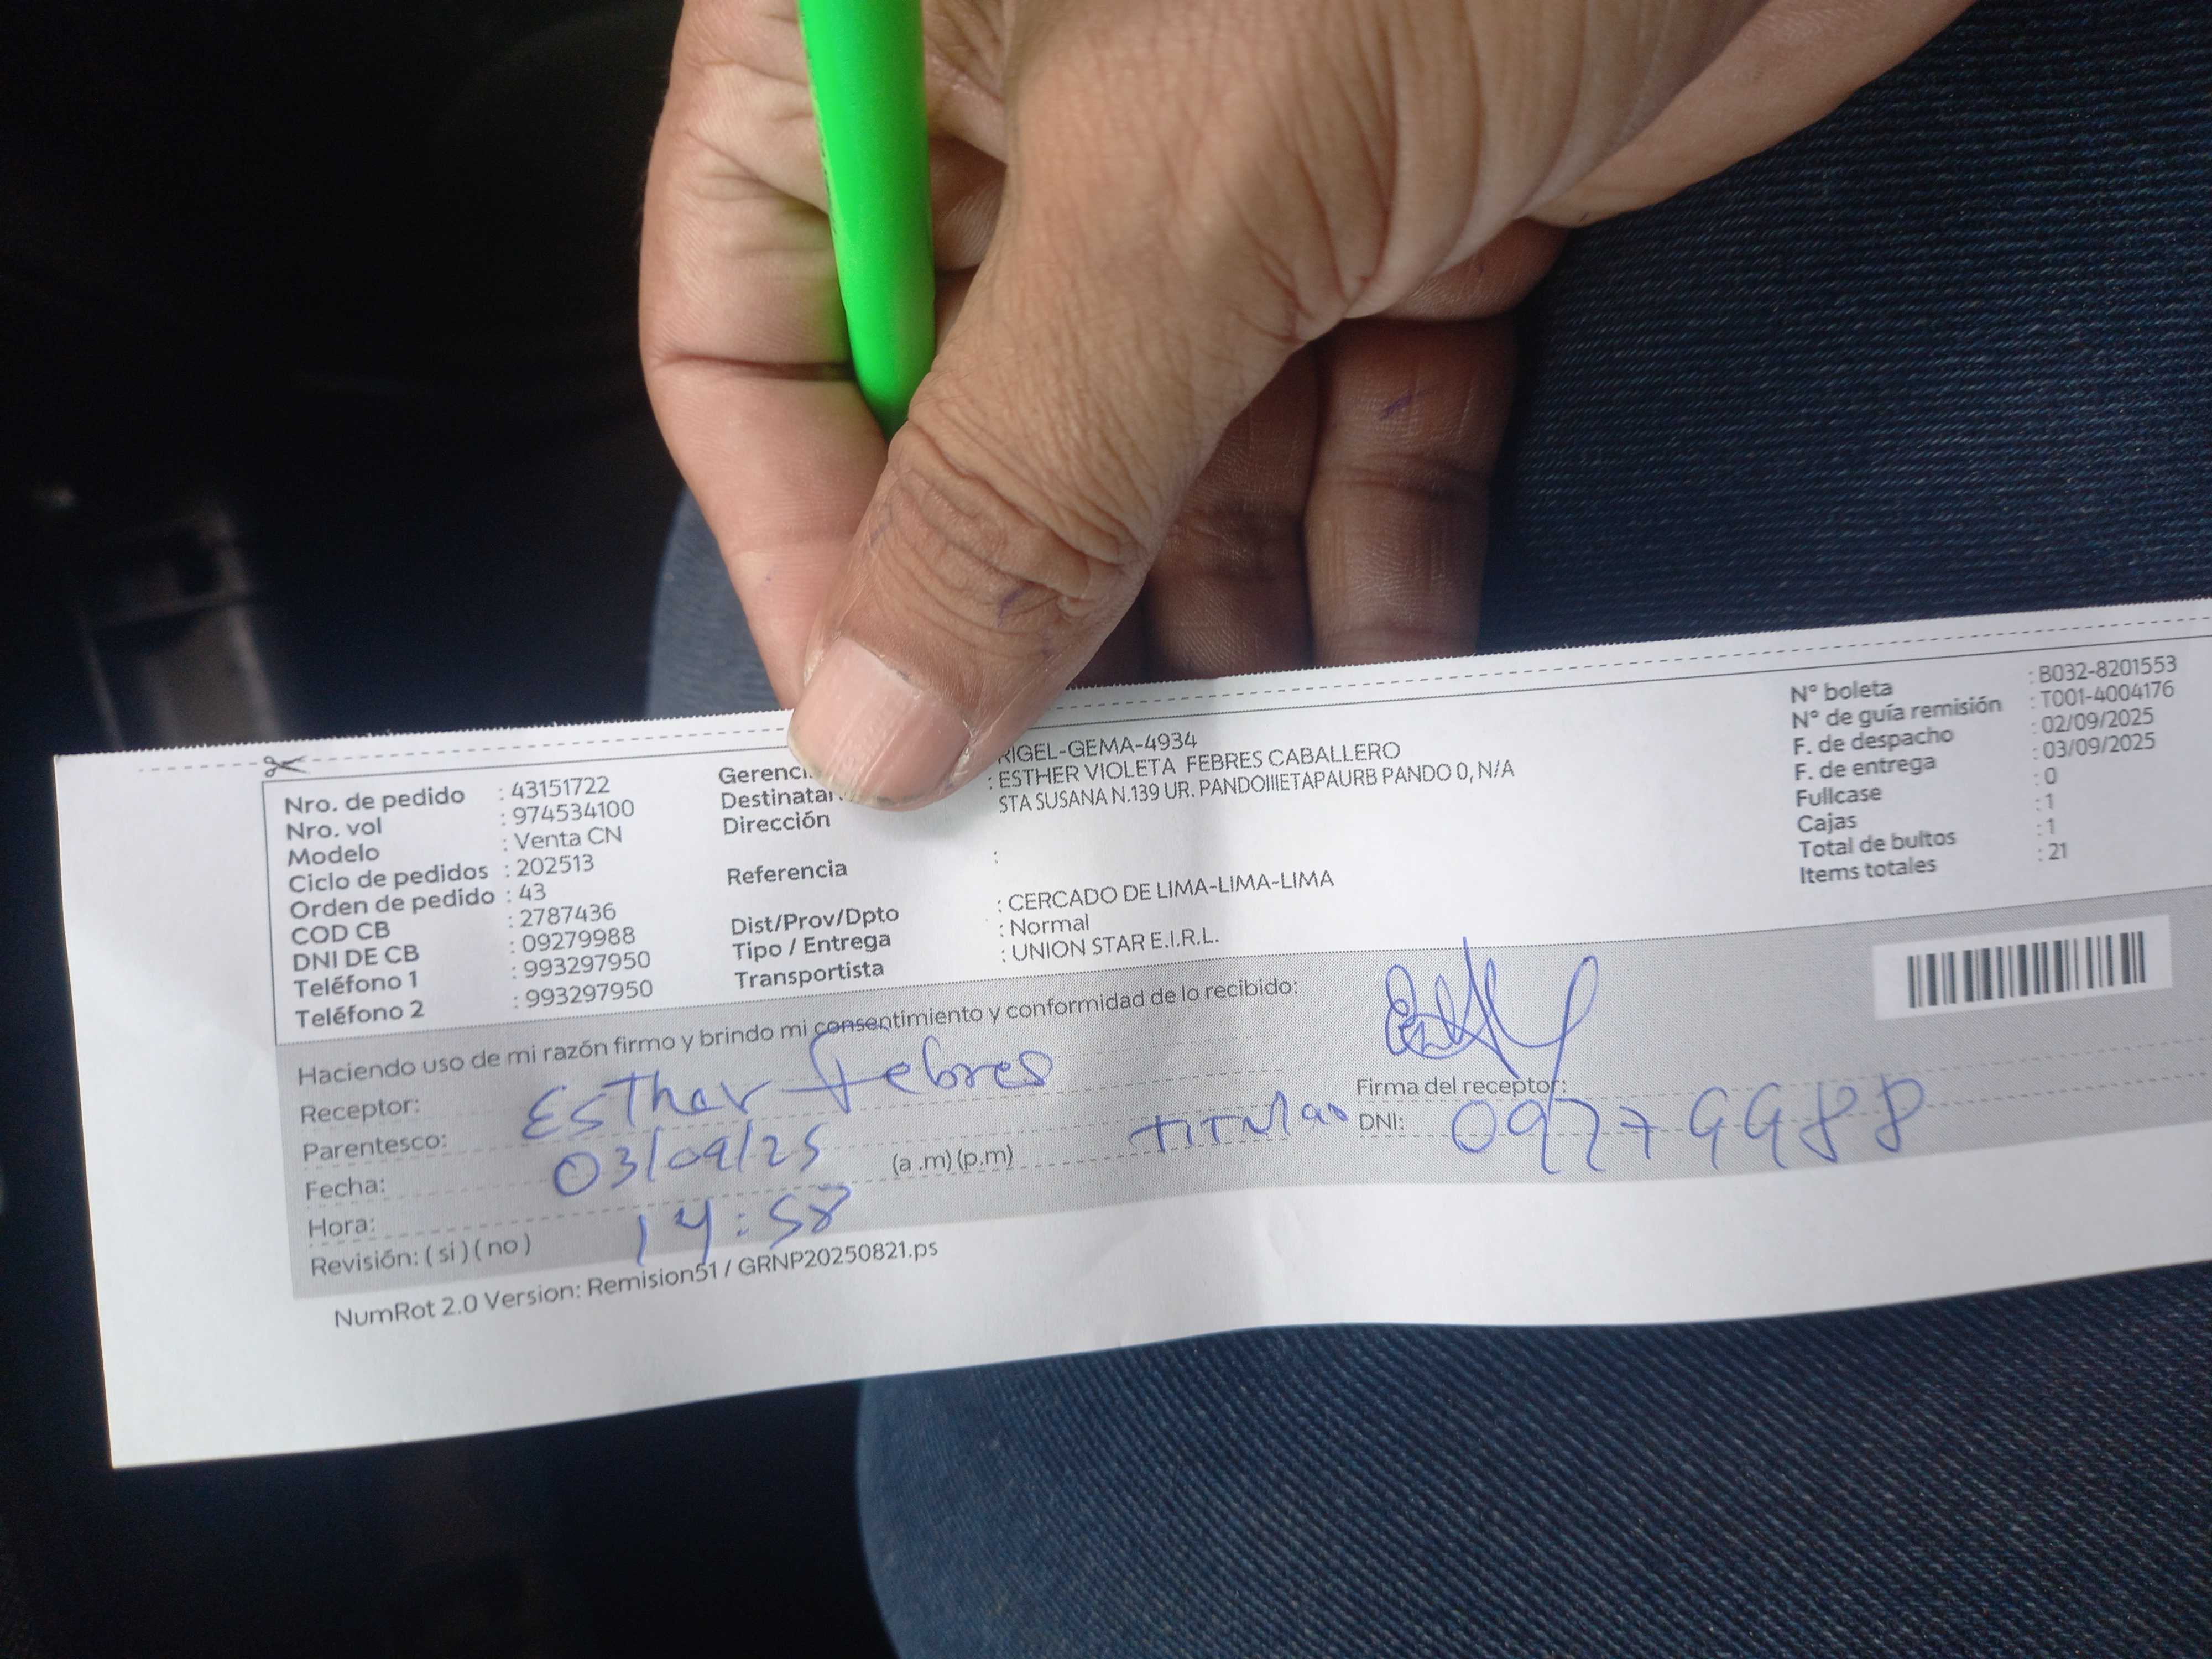 Nro. de pedido : 43151722
Nro. vol : 974534100
Modelo : Venta CN
Ciclo de pedidos : 202513
Orden de pedido : 43
COD CB : 2787436
DNI DE CB : 09279988
Teléfono 1 : 993297950
Teléfono 2 : 993297950
Gerenci RIGEL-GEMA-4934
Destinatar : ESTHER VIOLETA FEBRES CABALLERO
Dirección STA SUSANA N.139 UR. PANDOIIIETAPAURB PANDO 0, N/A
Referencia :
Dist/Prov/Dpto : CERCADO DE LIMA-LIMA-LIMA
Tipo / Entrega : Normal
Transportista : UNION STAR E.I.R.L.
N° boleta : B032-8201553
N° de guía remisión : T001-4004176
F. de despacho : 02/09/2025
F. de entrega : 03/09/2025
Fullcase : 0
Cajas : 1
Total de bultos : 1
Items totales : 21
Haciendo uso de mi razón firmo y brindo mi consentimiento y conformidad de lo recibido:
Receptor: Esther Febres
Parentesco: TITULAR
Fecha: 03/09/25 (a .m) (p.m)
Hora: 14:58
Revisión: ( si ) ( no )
Firma del receptor:
DNI: 09279988
NumRot 2.0 Version: Remision51 / GRNP20250821.ps